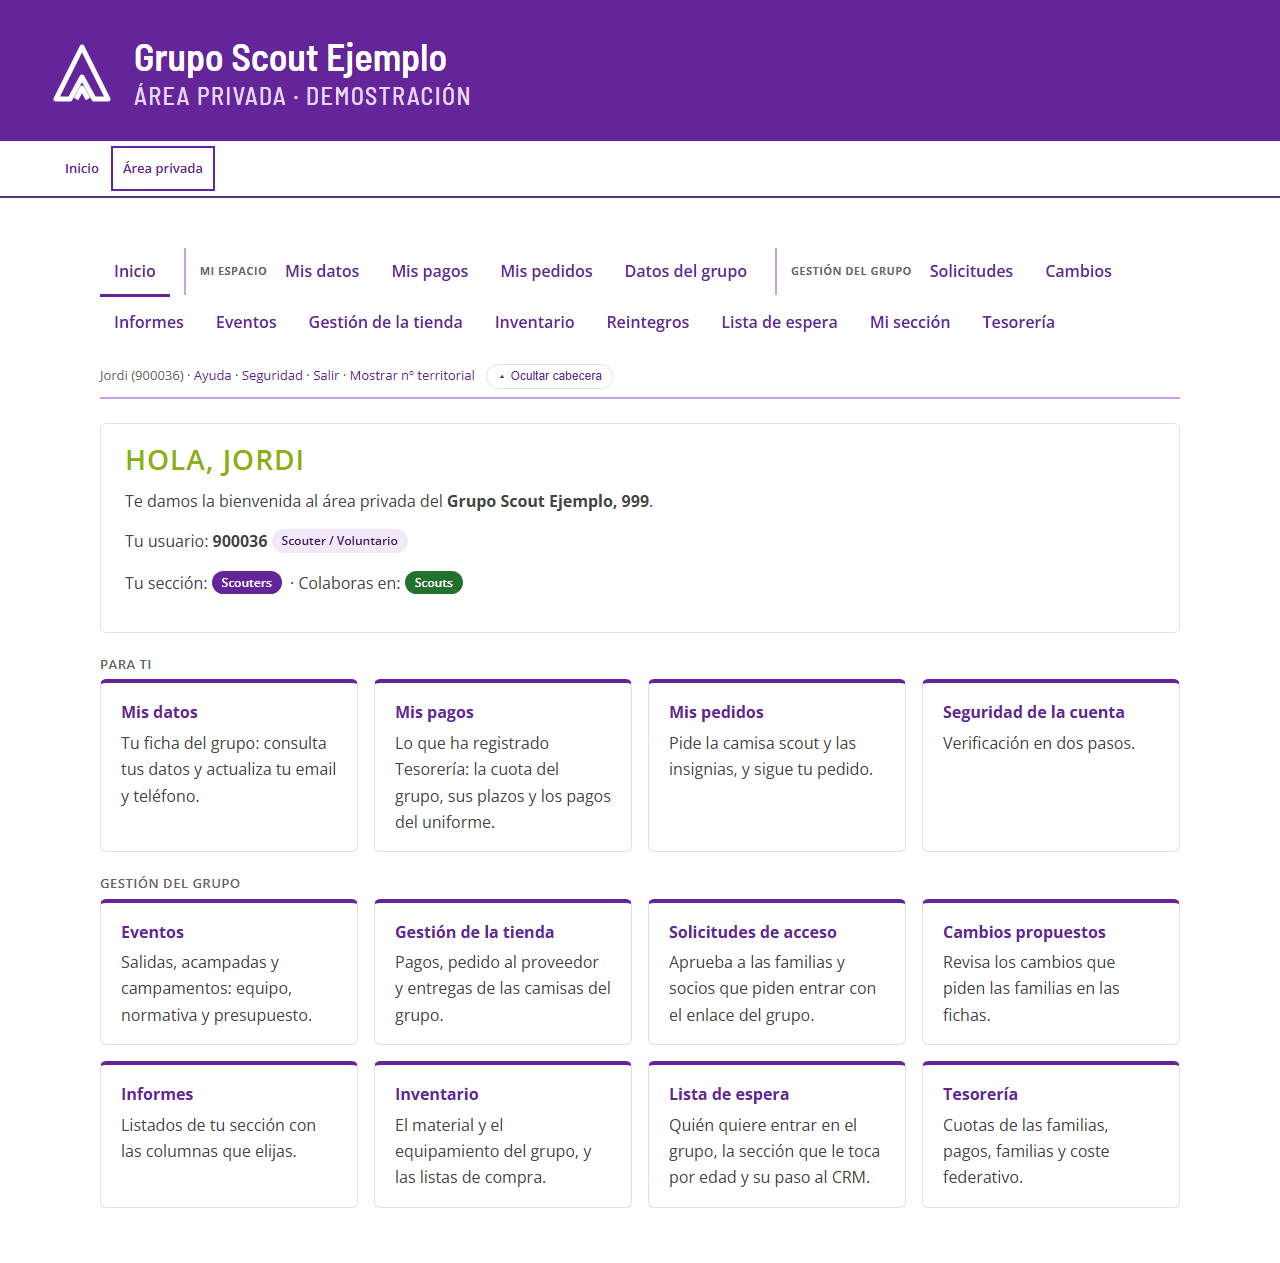 Grupo Scout Ejemplo
ÁREA PRIVADA · DEMOSTRACIÓN
Inicio Área privada
Inicio MI ESPACIO Mis datos Mis pagos Mis pedidos Datos del grupo GESTIÓN DEL GRUPO Solicitudes Cambios
Informes Eventos Gestión de la tienda Inventario Reintegros Lista de espera Mi sección Tesorería
Jordi (900036) · Ayuda · Seguridad · Salir · Mostrar nº territorial ▲ Ocultar cabecera
HOLA, JORDI
Te damos la bienvenida al área privada del Grupo Scout Ejemplo, 999.
Tu usuario: 900036 Scouter / Voluntario
Tu sección: Scouters · Colaboras en: Scouts
PARA TI
Mis datos
Tu ficha del grupo: consulta
tus datos y actualiza tu email
y teléfono.
Mis pagos
Lo que ha registrado
Tesorería: la cuota del
grupo, sus plazos y los pagos
del uniforme.
Mis pedidos
Pide la camisa scout y las
insignias, y sigue tu pedido.
Seguridad de la cuenta
Verificación en dos pasos.
GESTIÓN DEL GRUPO
Eventos
Salidas, acampadas y
campamentos: equipo,
normativa y presupuesto.
Gestión de la tienda
Pagos, pedido al proveedor
y entregas de las camisas del
grupo.
Solicitudes de acceso
Aprueba a las familias y
socios que piden entrar con
el enlace del grupo.
Cambios propuestos
Revisa los cambios que
piden las familias en las
fichas.
Informes
Listados de tu sección con
las columnas que elijas.
Inventario
El material y el
equipamiento del grupo, y
las listas de compra.
Lista de espera
Quién quiere entrar en el
grupo, la sección que le toca
por edad y su paso al CRM.
Tesorería
Cuotas de las familias,
pagos, familias y coste
federativo.